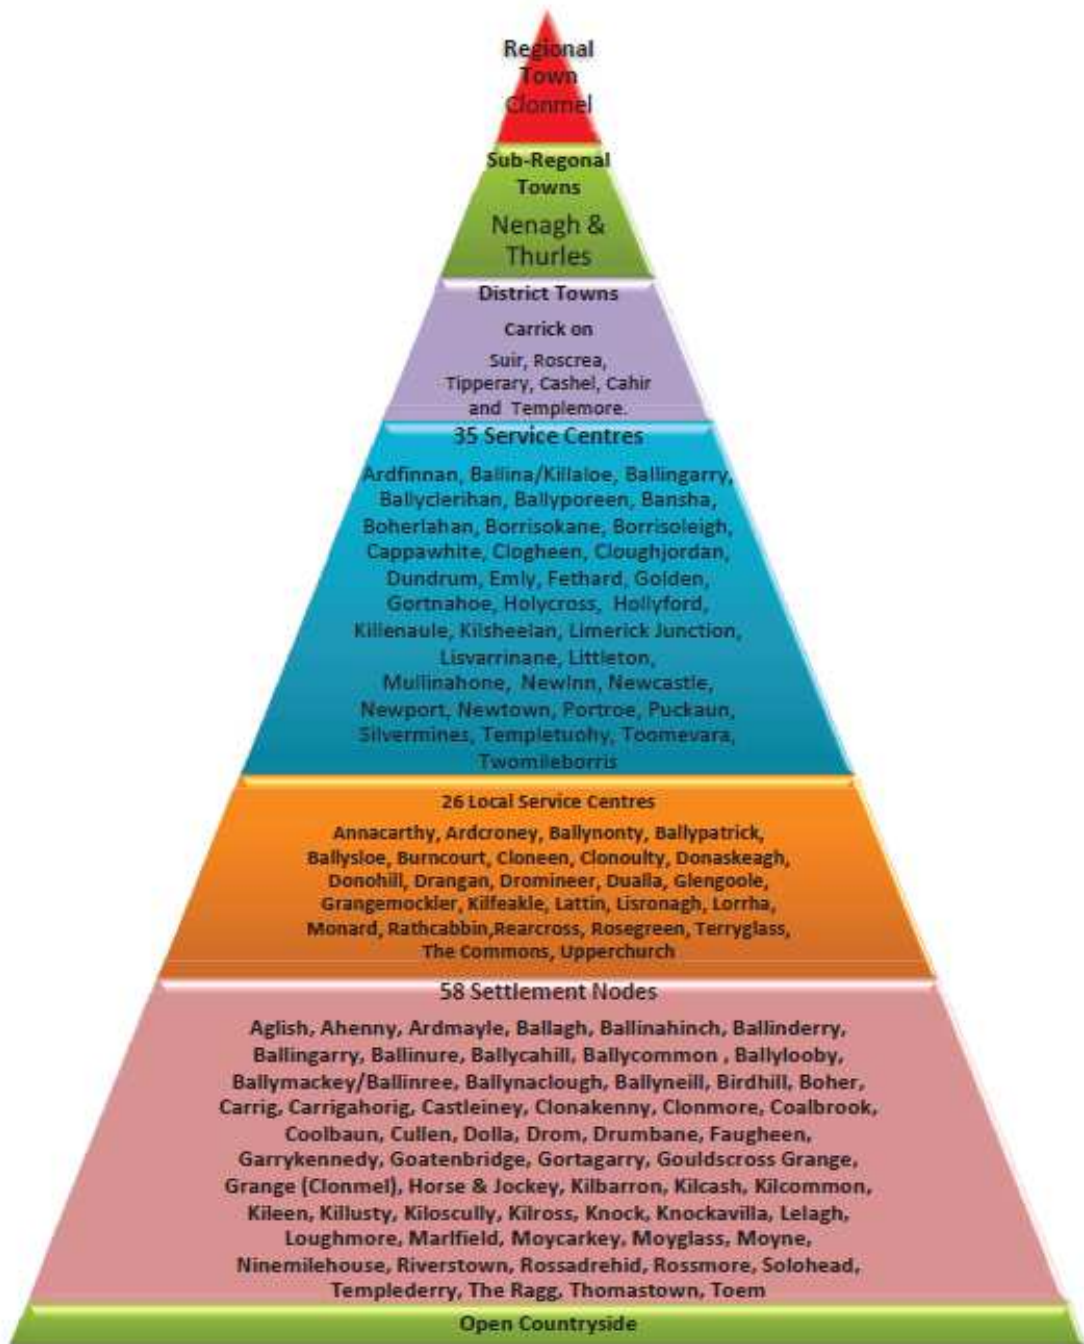 Regional
Town
Clonmel
Sub-Regonal
Towns
Nenagh &
Thurles
District Towns
Carrick on
Suir, Roscrea,
Tipperary, Cashel, Cahir
and Templemore.
35 Service Centres
Ardfinnan, Ballina/Killaloe, Ballingarry,
Ballyclerihan, Ballyporeen, Bansha,
Boherlahan, Borrisokane, Borrisoleigh,
Cappawhite, Clogheen, Cloughjordan,
Dundrum, Emly, Fethard, Golden,
Gortnahoe, Holycross, Hollyford,
Killenaule, Kilsheelan, Limerick Junction,
Lisvarrinane, Littleton,
Mullinahone, NewInn, Newcastle,
Newport, Newtown, Portroe, Puckaun,
Silvermines, Templetuohy, Toomevara,
Twomileborris
26 Local Service Centres
Annacarthy, Ardcroney, Ballynonty, Ballypatrick,
Ballysloe, Burncourt, Cloneen, Clonoulty, Donaskeagh,
Donohill, Drangan, Dromineer, Dualla, Glengoole,
Grangemockler, Kilfeakle, Lattin, Lisronagh, Lorrha,
Monard, Rathcabbin,Rearcross, Rosegreen, Terryglass,
The Commons, Upperchurch
58 Settlement Nodes
Aglish, Ahenny, Ardmayle, Ballagh, Ballinahinch, Ballinderry,
Ballingarry, Ballinure, Ballycahill, Ballycommon , Ballylooby,
Ballymackey/Ballinree, Ballynaclough, Ballyneill, Birdhill, Boher,
Carrig, Carrigahorig, Castleiney, Clonakenny, Clonmore, Coalbrook,
Coolbaun, Cullen, Dolla, Drom, Drumbane, Faugheen,
Garrykennedy, Goatenbridge, Gortagarry, Gouldscross Grange,
Grange (Clonmel), Horse & Jockey, Kilbarron, Kilcash, Kilcommon,
Kileen, Killusty, Kiloscully, Kilross, Knock, Knockavilla, Lelagh,
Loughmore, Marlfield, Moycarkey, Moyglass, Moyne,
Ninemilehouse, Riverstown, Rossadrehid, Rossmore, Solohead,
Templederry, The Ragg, Thomastown, Toem
Open Countryside